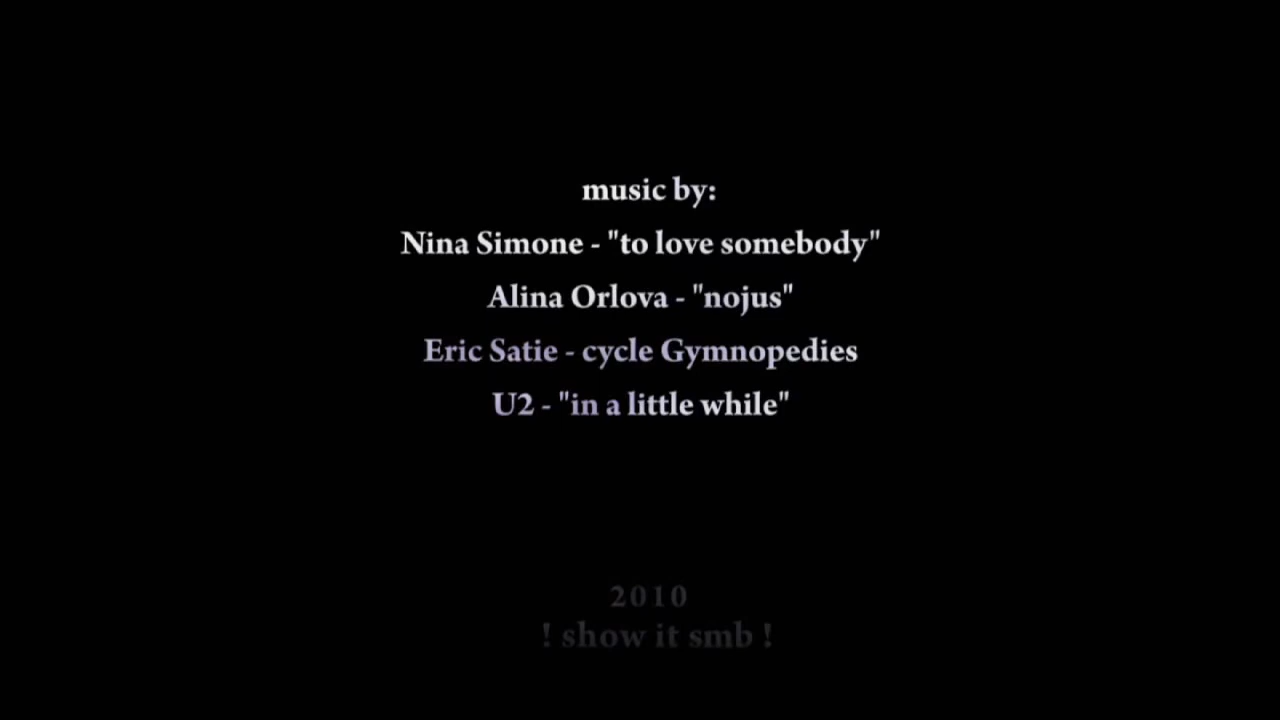 music by:
Nina Simone - "to love somebody"
Alina Orlova - "nojus"
Eric Satie - cycle Gymnopedies
U2 - "in a little while"
2010
! show it smb !